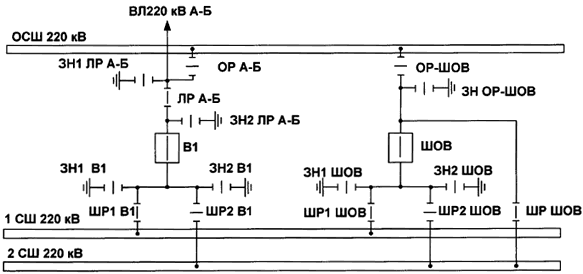 ВЛ220 кВ А-Б
ОСШ 220 кВ
ЗН1 ЛР А-Б
ОР А-Б
ОР-ШОВ
ЛР А-Б
ЗН ОР-ШОВ
ЗН2 ЛР А-Б
В1
ШОВ
ЗН1 В1
ЗН2 В1
ЗН1 ШОВ
ЗН2 ШОВ
ШР1 В1
ШР2 В1
ШР1 ШОВ
ШР2 ШОВ
ШР ШОВ
1 СШ 220 кВ
2 СШ 220 кВ